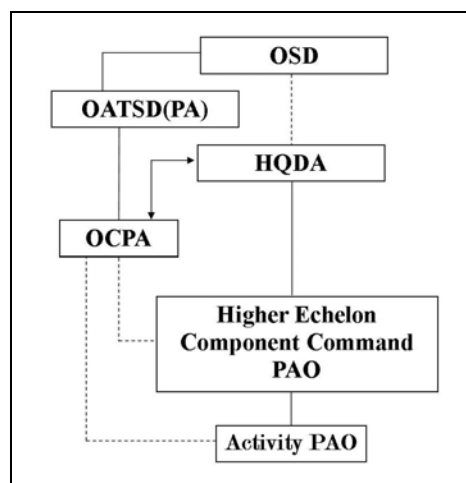 OSD
OATSD(PA)
HQDA
OCPA
Higher Echelon
Component Command
PAO
Activity PAO